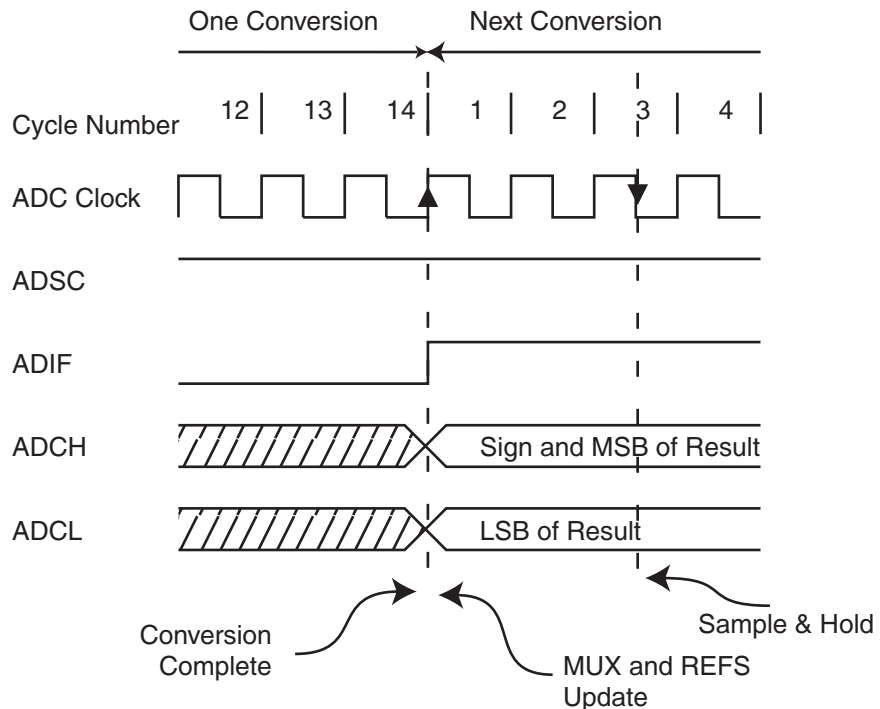 One Conversion Next Conversion
Cycle Number 12 13 14 1 2 3 4
ADC Clock
ADSC
ADIF
ADCH Sign and MSB of Result
ADCL LSB of Result
Conversion
Complete
MUX and REFS
Update
Sample & Hold